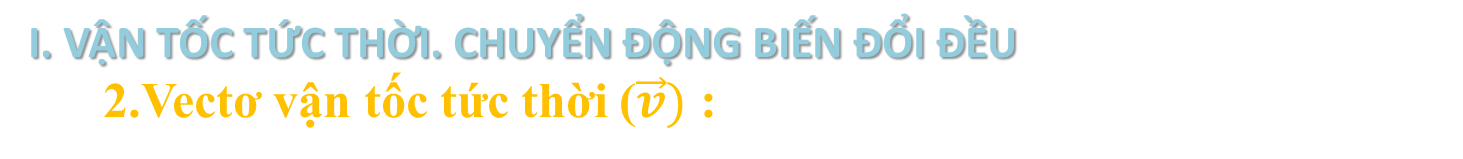 I. VẬN TỐC TỨC THỜI. CHUYỂN ĐỘNG BIẾN ĐỔI ĐỀU
2.Vectơ vận tốc tức thời (𝒗⃗) :